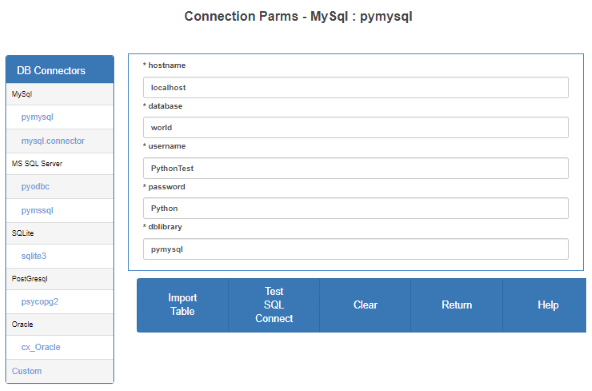 Connection Parms - MySql : pymysql
DB Connectors
MySql
pymysql
mysql.connector
MS SQL Server
pyodbc
pymssql
SQLite
sqlite3
PostGresql
psycopg2
Oracle
cx_Oracle
Custom
* hostname
localhost
* database
world
* username
PythonTest
* password
Python
* dblibrary
pymysql
Import
Table
Test
SQL
Connect
Clear
Return
Help